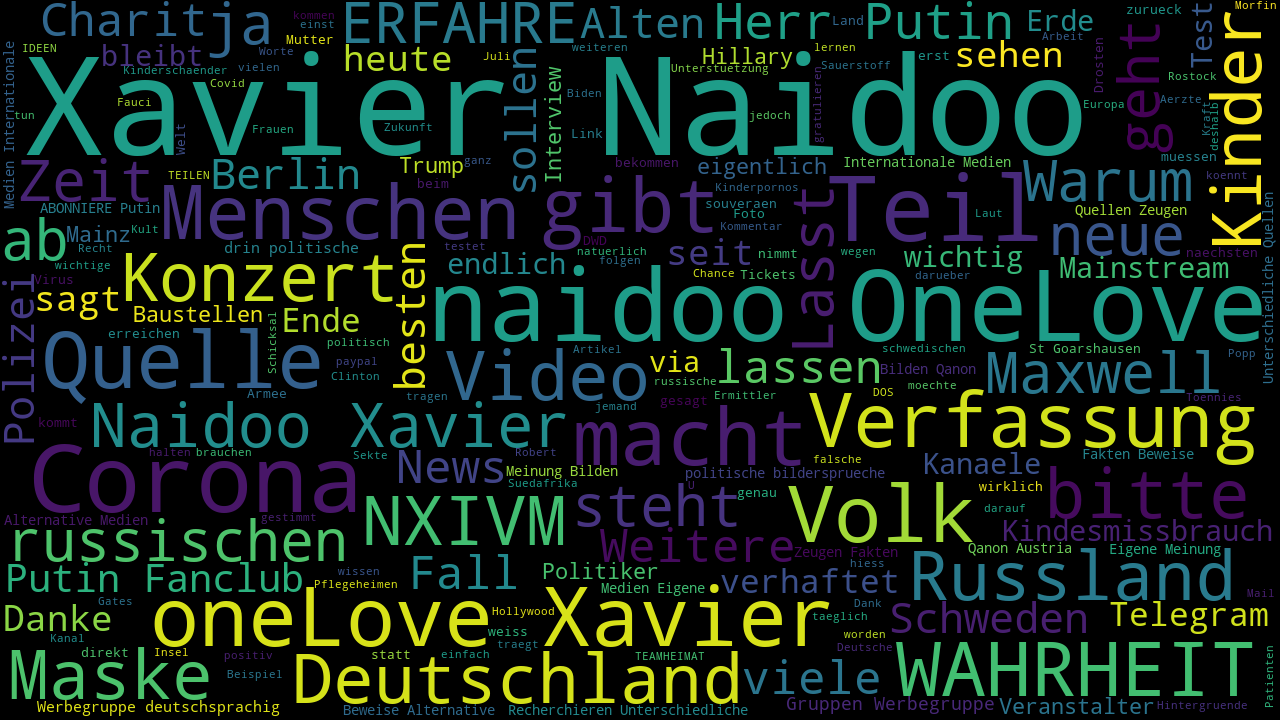 Charitja
kommen
einst
ERFAHRE
Alten
Herr
Land
Putin
Erde
zurueck
Test
Morfin
IDEEN
bleibt
Mutter
Worte
heute
Juli
weiteren
Hillary
lernen
erst
sehen
Arbeit
geht
Kinder
Medien Internationale
Xavier
Kinderschaender
vielen
Covid
Fauci
tun
Welt
Frauen
Zukunft
sollen
Interview
Biden
Link
Unterstuetzung
Sauerstoff
Naidoo
jedoch
gratulieren
Drosten
Europa
Rostock
Aerzte
Kraft
deshalb
Zeit
TEILEN
Berlin
Trump
ganz
beim
bekommen
eigentlich
Internationale Medien
Warum
muessen
koennt
ABONNIERE Putin
Menschen
gibt
Kinderpornos
souveraen
Foto
Kommentar
Lasst
Teil
Laut
Quellen Zeugen
neue
naechsten
Unterschiedliche Quellen
ab
Mainz
Kult
Recht
wichtige
drin politische
testet
DWD
natuerlich
folgen
seit
nimmt
wegen
wichtig
darueber
Mainstream
Virus
Polizei
sagt
Konzert
besten
endlich
Chance
Tickets
Baustellen
Ende
naidoo
OneLove
erreichen
Schicksal
politisch
Quelle
paypal
Clinton
Armee
Video
tragen
Artikel
via
russische
lassen
schwedischen
St Goarshausen
Popp
Bilden Qanon
moechte
Maxwell
jemand
gesagt
Ermittler
DOS
Toennies
kommt
Naidoo Xavier
macht
Verfassung
halten
brauchen
Sekte
Robert
falsche
Fakten Beweise
Corona
News
Meinung Bilden
Suedafrika
politische bildersprueche
U
Kanaele
wirklich
bitte
Alternative Medien
gestimmt
NXIVM
steht
genau
Volk
darauf
Kindesmissbrauch
russischen
Weitere
Zeugen Fakten
Qanon Austria
Eigene Meinung
Putin Fanclub
wissen
Pflegeheimen
Fall
Politiker
hiess
Medien Eigene
verhaftet
Russland
Mail
Gates
Danke
Kanal
oneLove
Hollywood
Xavier
Dank
taeglich
Schweden
Telegram
weiss
traegt
worden
Deutsche
direkt
Insel
positiv
statt
einfach
TEAMHEIMAT
Maske
Beispiel
Deutschland
viele
WAHRHEIT
Patienten
Werbegruppe deutschsprachig
Beweise Alternative
Recherchieren Unterschiedliche
Gruppen Werbegruppe
Veranstalter
Hintergruende